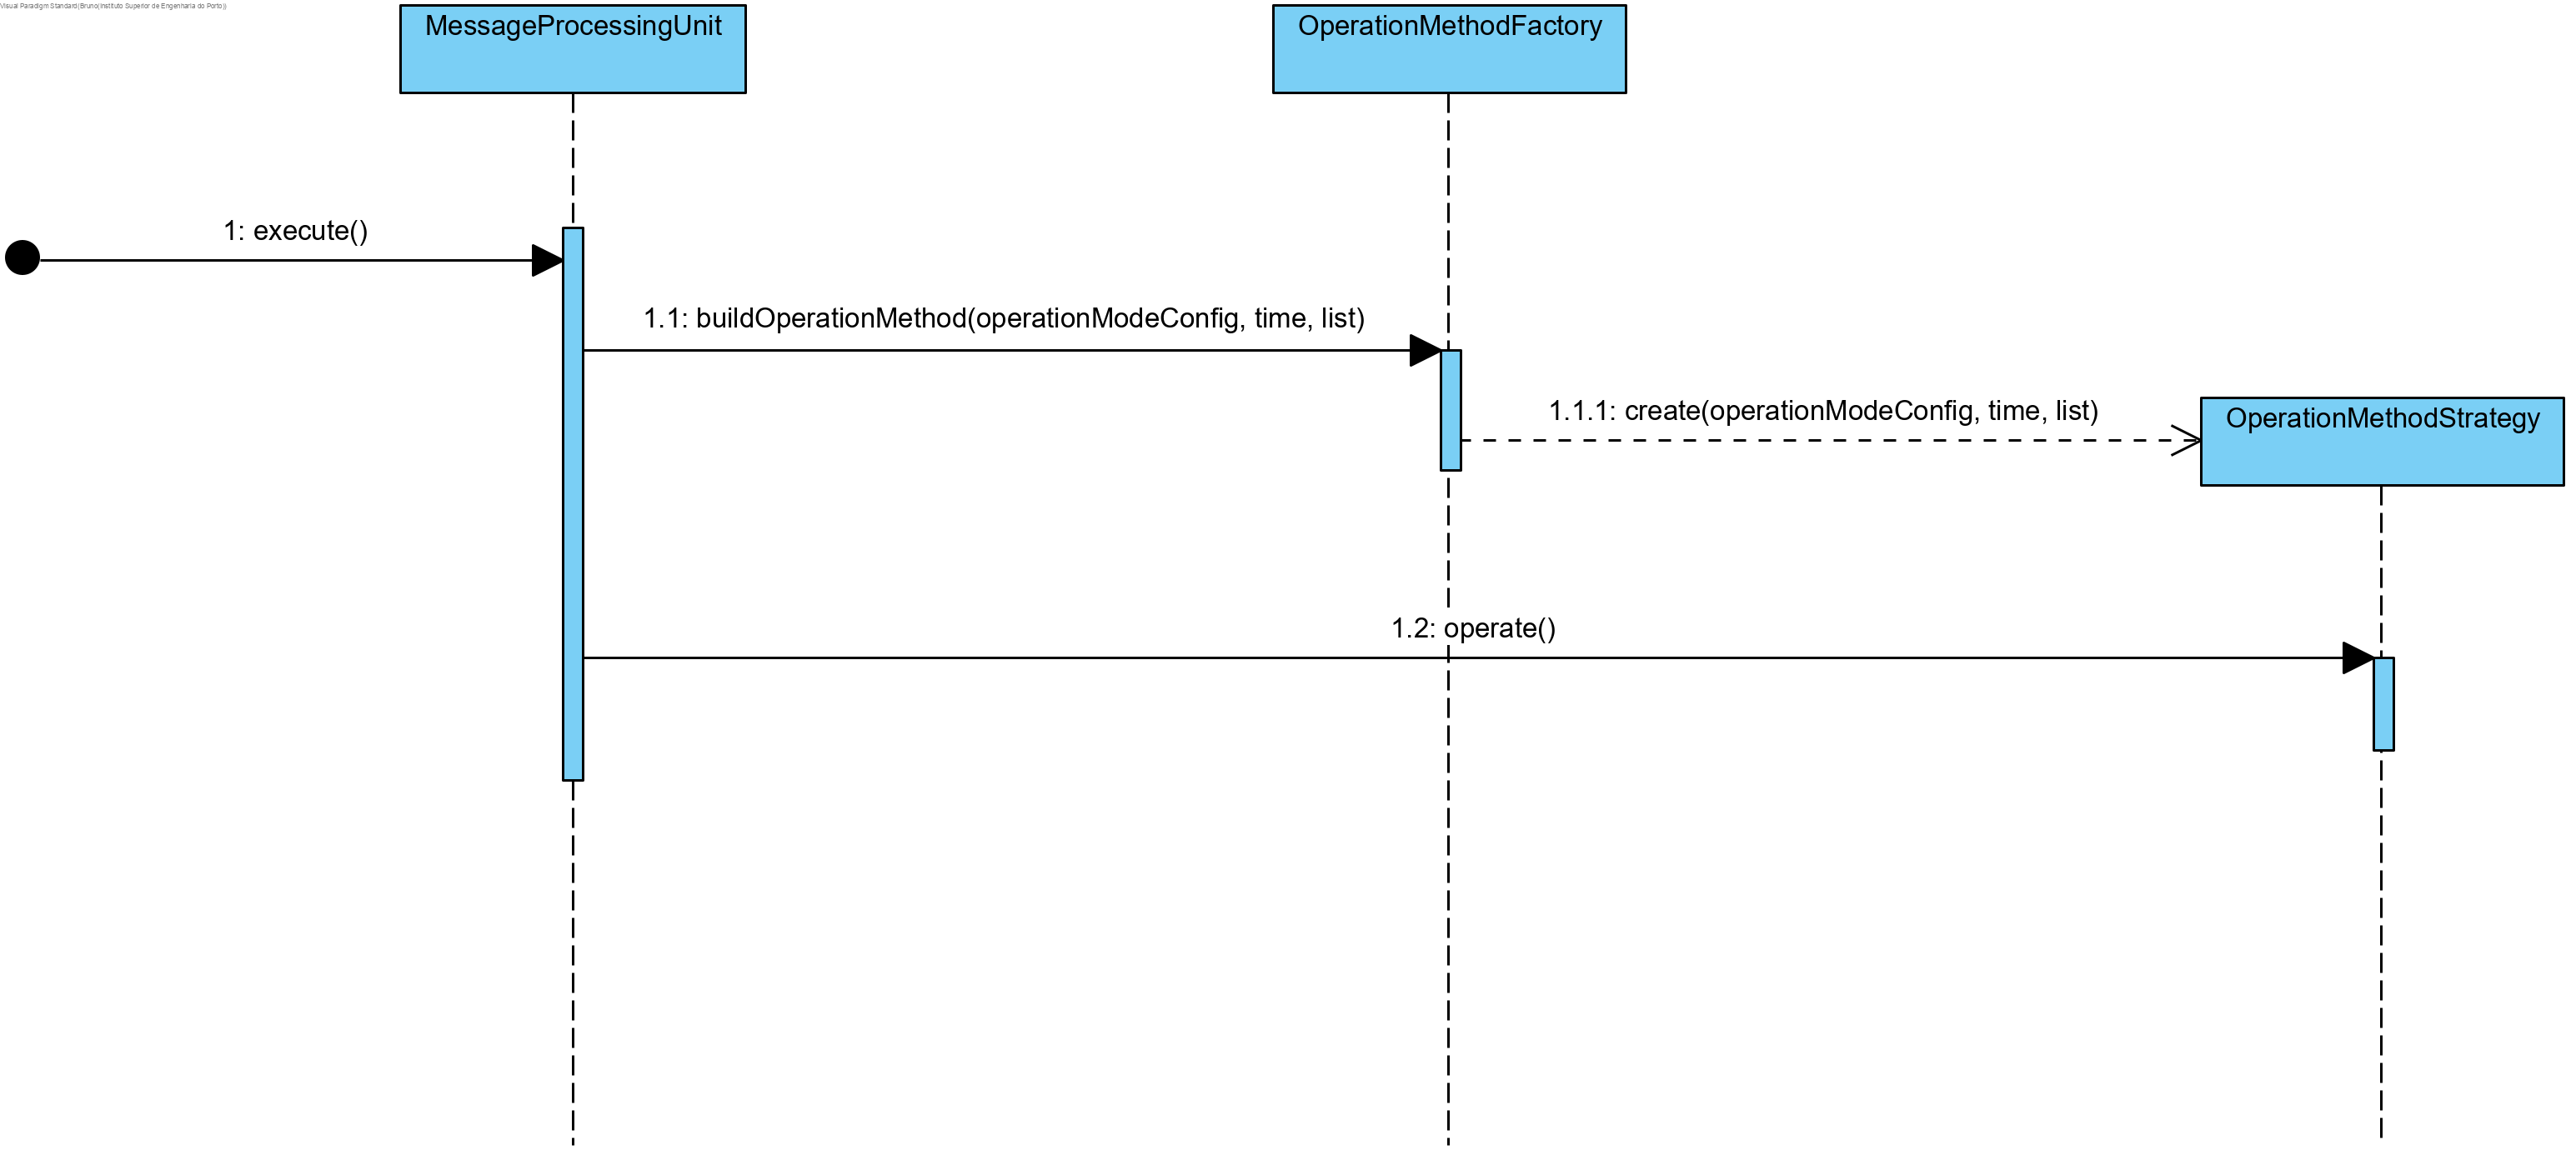 Visual Paradigm Standard(Bruno(Instituto Superior de Engenharia do Porto))
MessageProcessingUnit
OperationMethodFactory
1: execute()
1.1: buildOperationMethod(operationModeConfig, time, list)
1.1.1: create(operationModeConfig, time, list)
OperationMethodStrategy
1.2: operate()